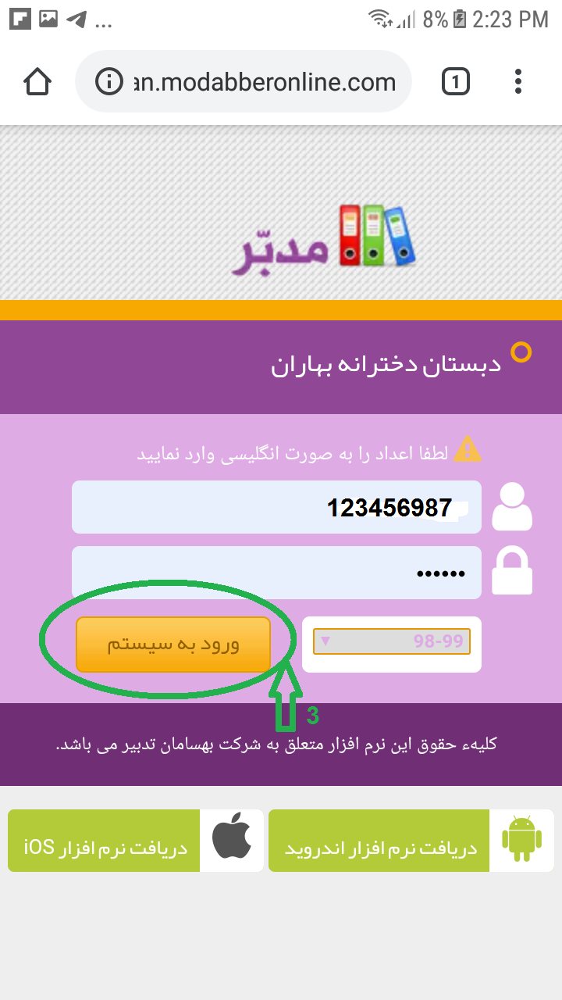 ... 8% 2:23 PM
an.modabberonline.com 1
مدبّر
دبستان دخترانه بهاران
لطفا اعداد را به صورت انگلیسی وارد نمایید
123456987
••••••
98-99 ▼
ورود به سیستم
3
کلیهء حقوق این نرم افزار متعلق به شرکت بهسامان تدبیر می باشد.
دریافت نرم افزار اندروید
دریافت نرم افزار iOS